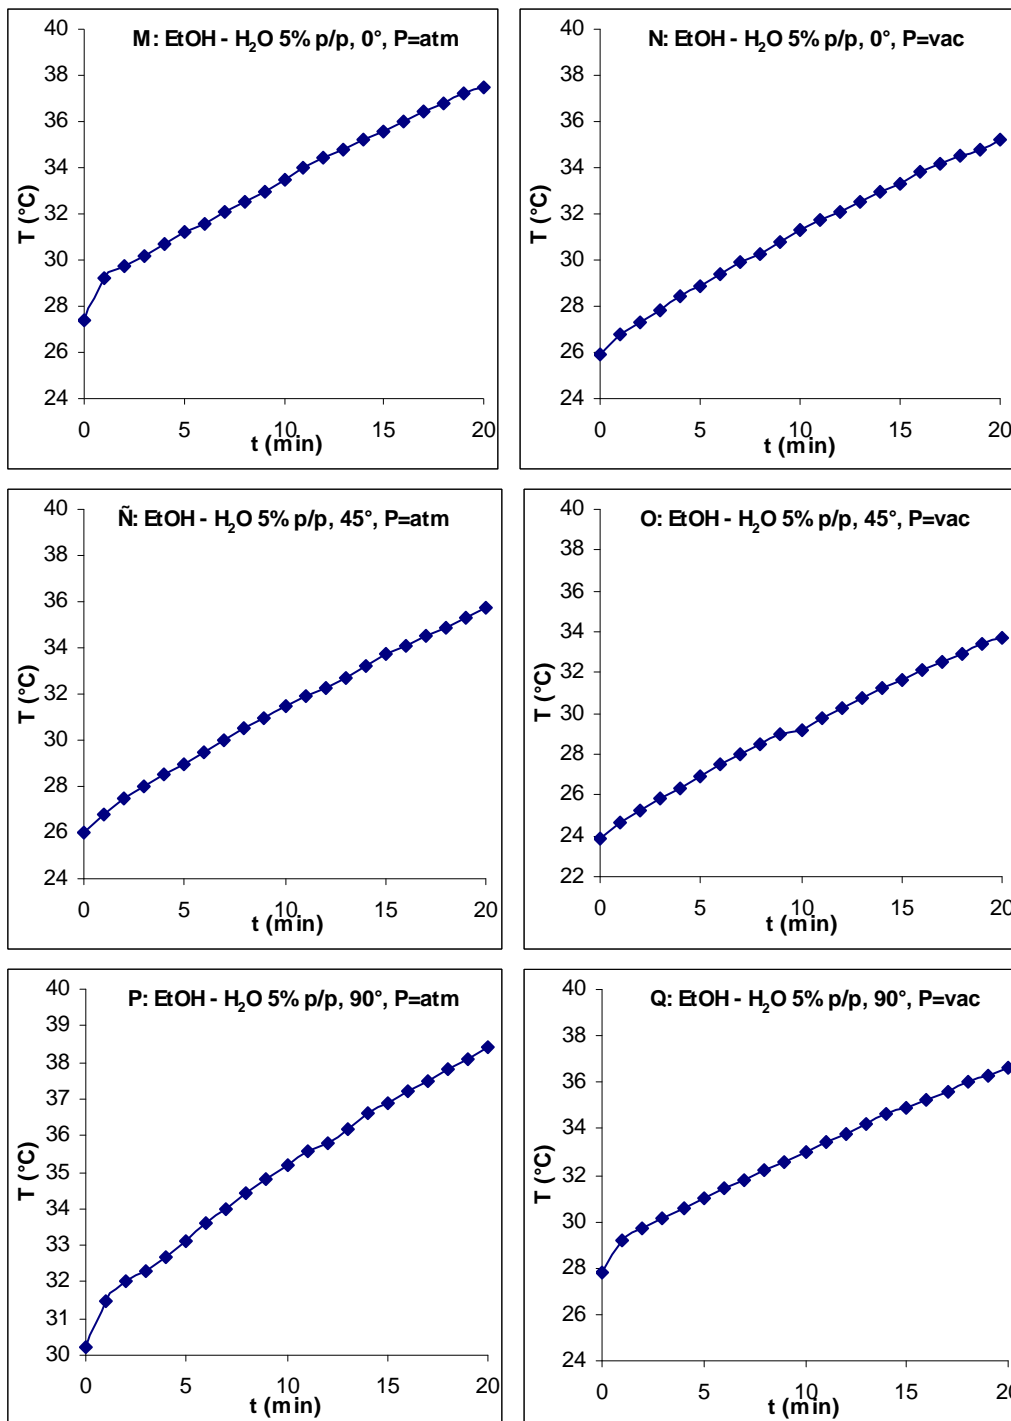 M: EtOH - H₂O 5% p/p, 0°, P=atm
40
38
36
34
32
30
28
26
24
T (°C)
0 5 10 15 20
t (min)
N: EtOH - H₂O 5% p/p, 0°, P=vac
40
38
36
34
32
30
28
26
24
T (°C)
0 5 10 15 20
t (min)
Ñ: EtOH - H₂O 5% p/p, 45°, P=atm
40
38
36
34
32
30
28
26
24
T (°C)
0 5 10 15 20
t (min)
O: EtOH - H₂O 5% p/p, 45°, P=vac
40
38
36
34
32
30
28
26
24
22
T (°C)
0 5 10 15 20
t (min)
P: EtOH - H₂O 5% p/p, 90°, P=atm
40
39
38
37
36
35
34
33
32
31
30
T (°C)
0 5 10 15 20
t (min)
Q: EtOH - H₂O 5% p/p, 90°, P=vac
40
38
36
34
32
30
28
26
24
T (°C)
0 5 10 15 20
t (min)